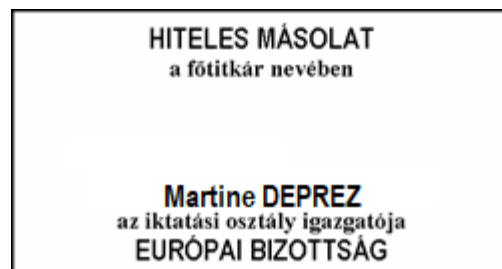 HITELES MÁSOLAT
a főtitkár nevében
Martine DEPREZ
az iktatási osztály igazgatója
EURÓPAI BIZOTTSÁG